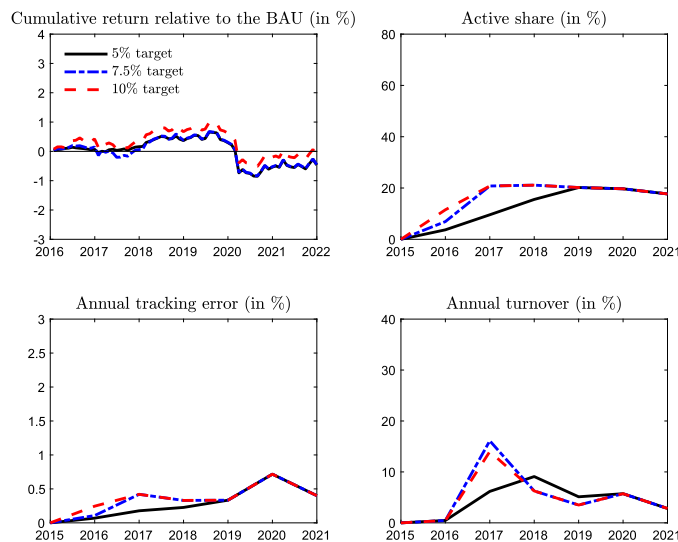 Cumulative return relative to the BAU (in %)
4
3
2
1
0
-1
-2
-3
2016 2017 2018 2019 2020 2021 2022
5% target
7.5% target
10% target
Active share (in %)
80
60
40
20
0
2015 2016 2017 2018 2019 2020 2021
Annual tracking error (in %)
3
2.5
2
1.5
1
0.5
0
2015 2016 2017 2018 2019 2020 2021
Annual turnover (in %)
40
30
20
10
0
2015 2016 2017 2018 2019 2020 2021